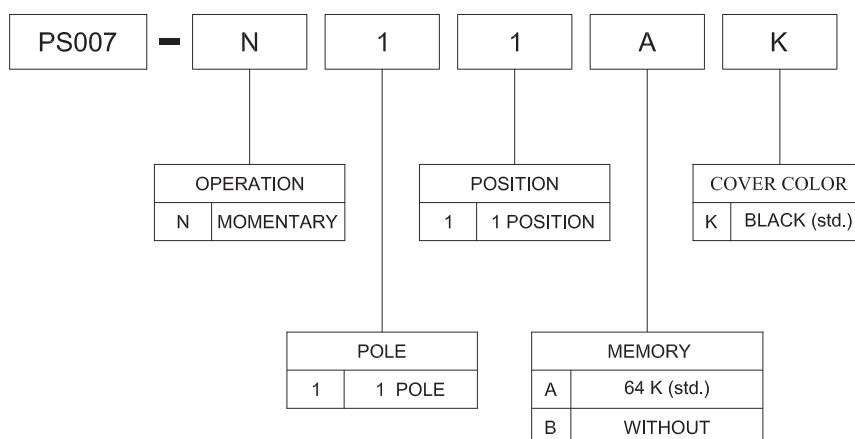 PS007 - N 1 1 A K
OPERATION
N MOMENTARY
POSITION
1 1 POSITION
COVER COLOR
K BLACK (std.)
POLE
1 1 POLE
MEMORY
A 64 K (std.)
B WITHOUT